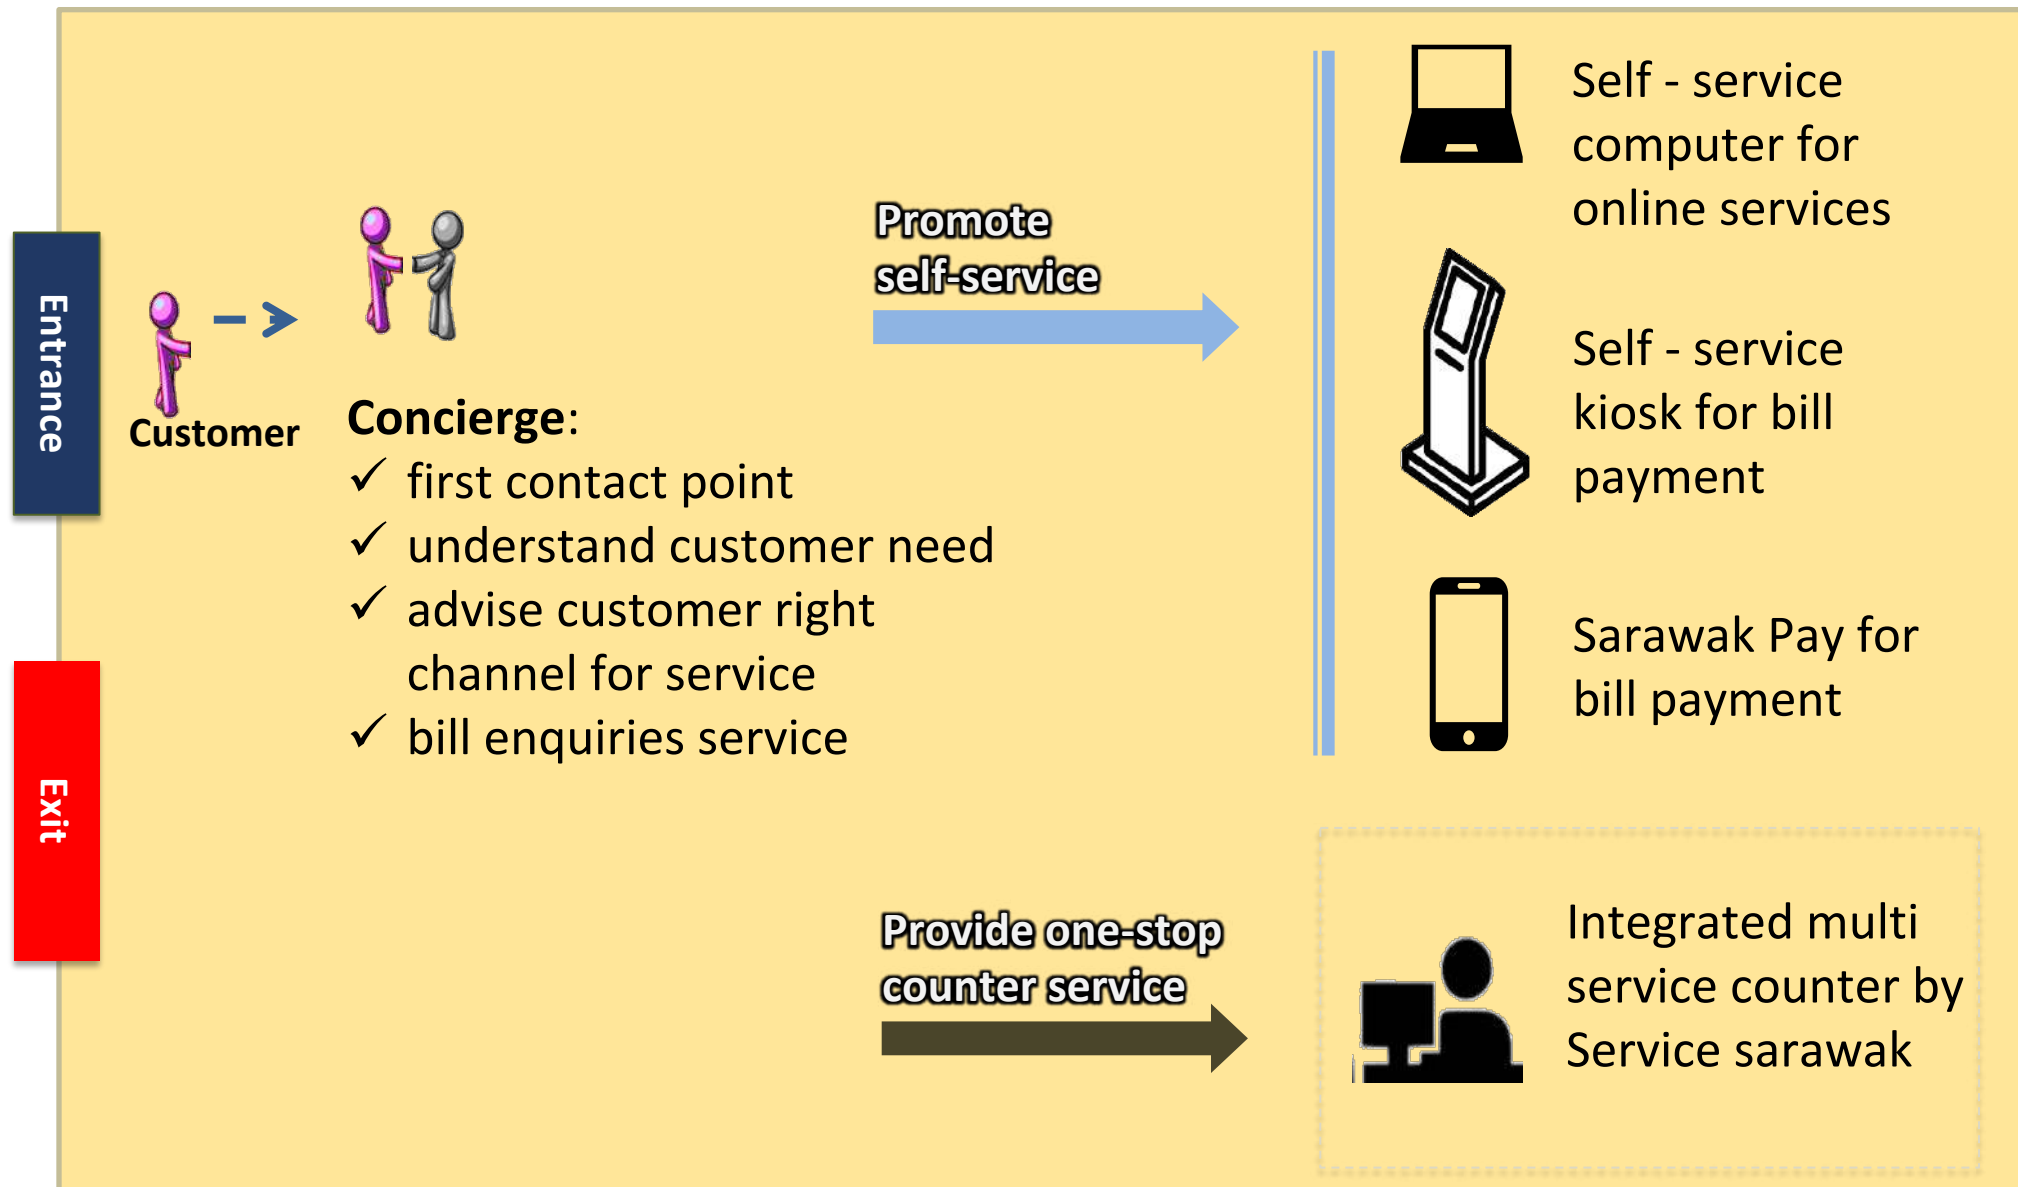 Entrance
Exit
Customer
Concierge:
✓ first contact point
✓ understand customer need
✓ advise customer right
channel for service
✓ bill enquiries service
Promote
self-service
Self - service
computer for
online services
Self - service
kiosk for bill
payment
Sarawak Pay for
bill payment
Provide one-stop
counter service
Integrated multi
service counter by
Service sarawak